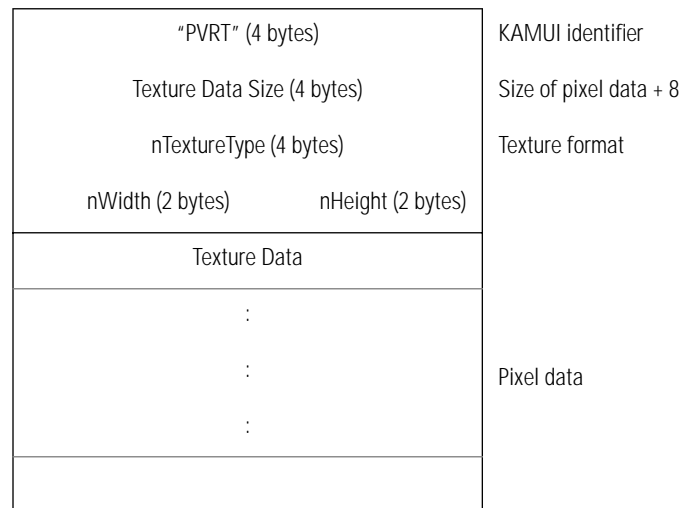 “PVRT” (4 bytes) KAMUI identifier
Texture Data Size (4 bytes) Size of pixel data + 8
nTextureType (4 bytes) Texture format
nWidth (2 bytes) nHeight (2 bytes)
Texture Data
:
:
Pixel data
: